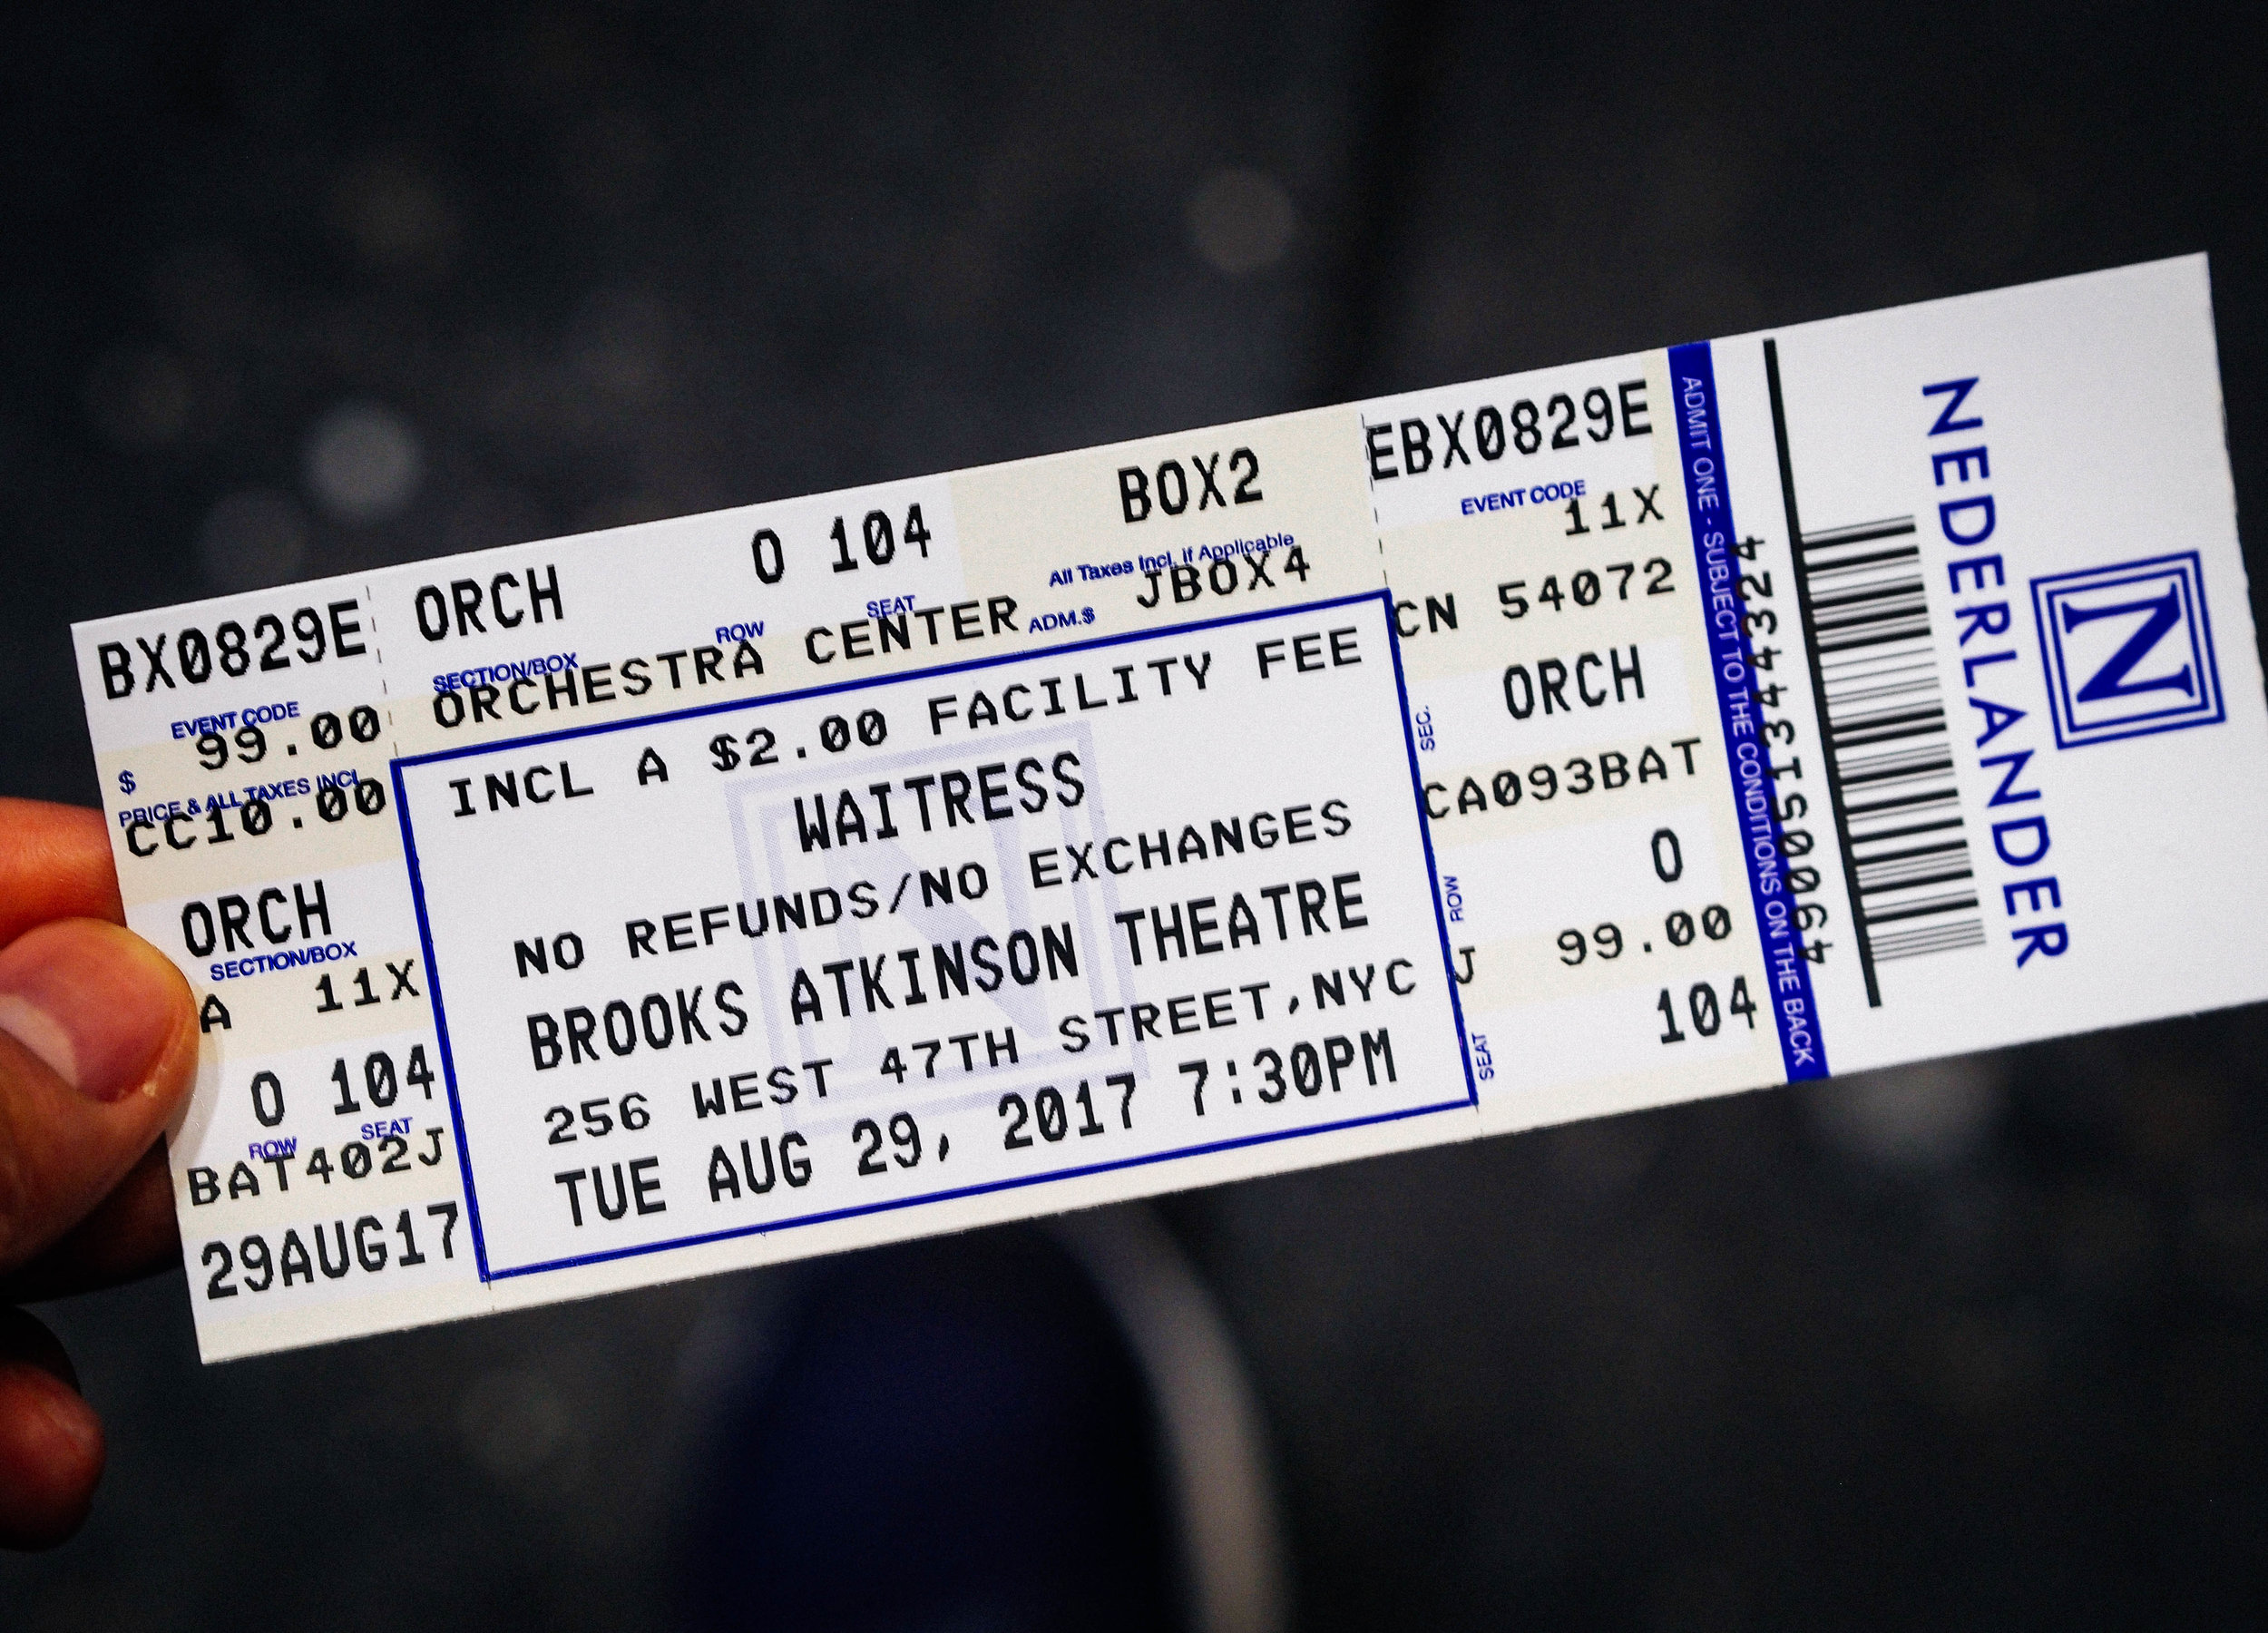 BX0829E
EVENT CODE
99.00
$
PRICE & ALL TAXES INCL
CC10.00
ORCH
SECTION/BOX
A 11X
O 104
ROW SEAT
BAT402J
29AUG17
ORCH O 104 BOX2
SECTION/BOX ROW SEAT ADM.$ All Taxes Incl. If Applicable
ORCHESTRA CENTER JBOX4
INCL A $2.00 FACILITY FEE
WAITRESS
NO REFUNDS/NO EXCHANGES
BROOKS ATKINSON THEATRE
256 WEST 47TH STREET,NYC
TUE AUG 29, 2017 7:30PM
EBX0829E
EVENT CODE
11X
CN 54072
ORCH
SEC.
CA093BAT
O
ROW
J 99.00
104
SEAT
ADMIT ONE - SUBJECT TO THE CONDITIONS ON THE BACK
490051344324
NEDERLANDER
N